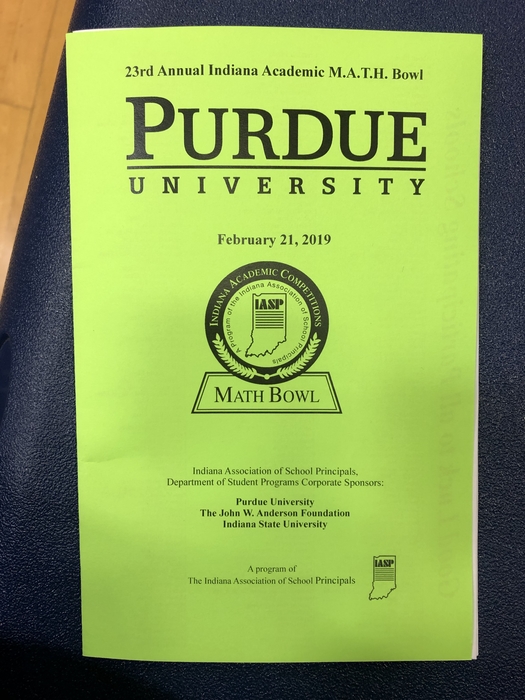 23rd Annual Indiana Academic M.A.T.H. Bowl
PURDUE
UNIVERSITY
February 21, 2019
INDIANA ACADEMIC COMPETITIONS
A Program of the Indiana Association of School Principals
IASP
MATH BOWL
Indiana Association of School Principals,
Department of Student Programs Corporate Sponsors:
Purdue University
The John W. Anderson Foundation
Indiana State University
A program of
The Indiana Association of School Principals
IASP